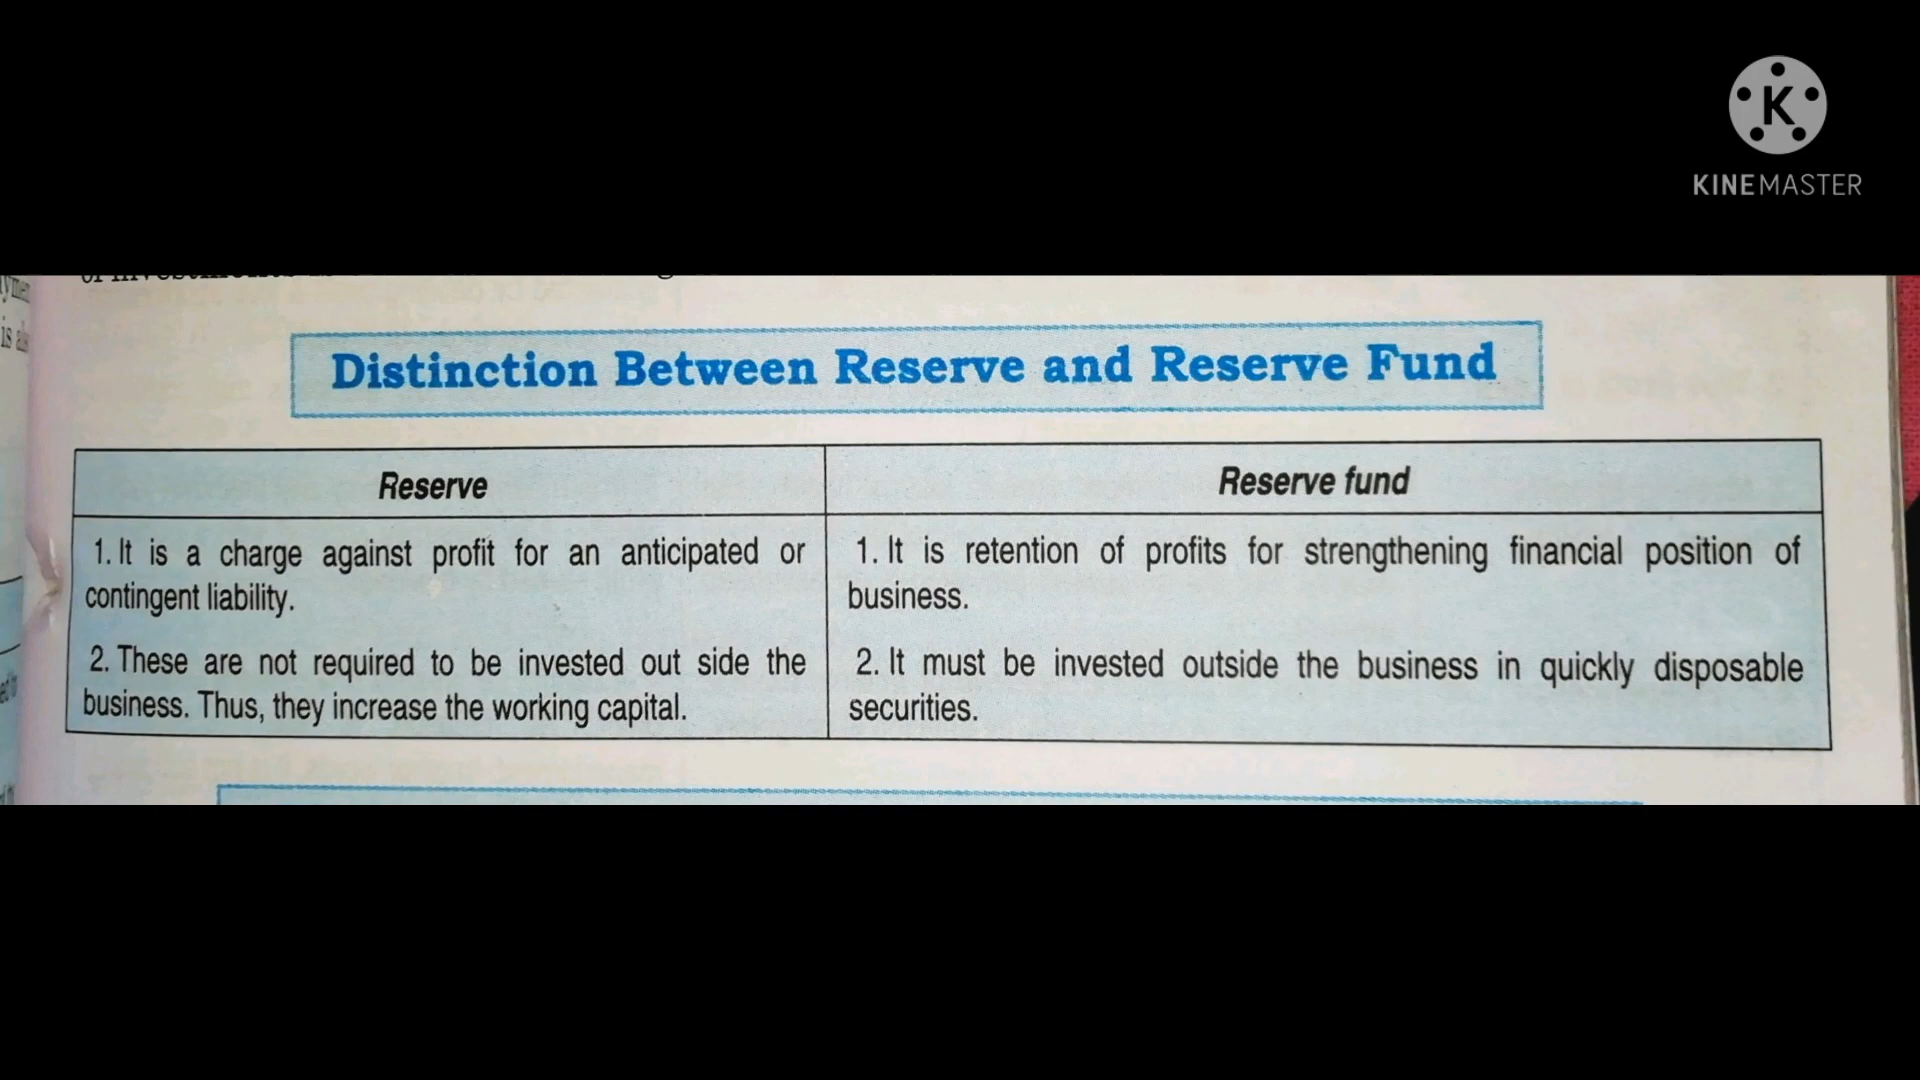 KINEMASTER
of investments
is
Distinction Between Reserve and Reserve Fund
Reserve
Reserve fund
1. It is a charge against profit for an anticipated or
contingent liability.
2. These are not required to be invested out side the
business. Thus, they increase the working capital.
1. It is retention of profits for strengthening financial position of
business.
2. It must be invested outside the business in quickly disposable
securities.